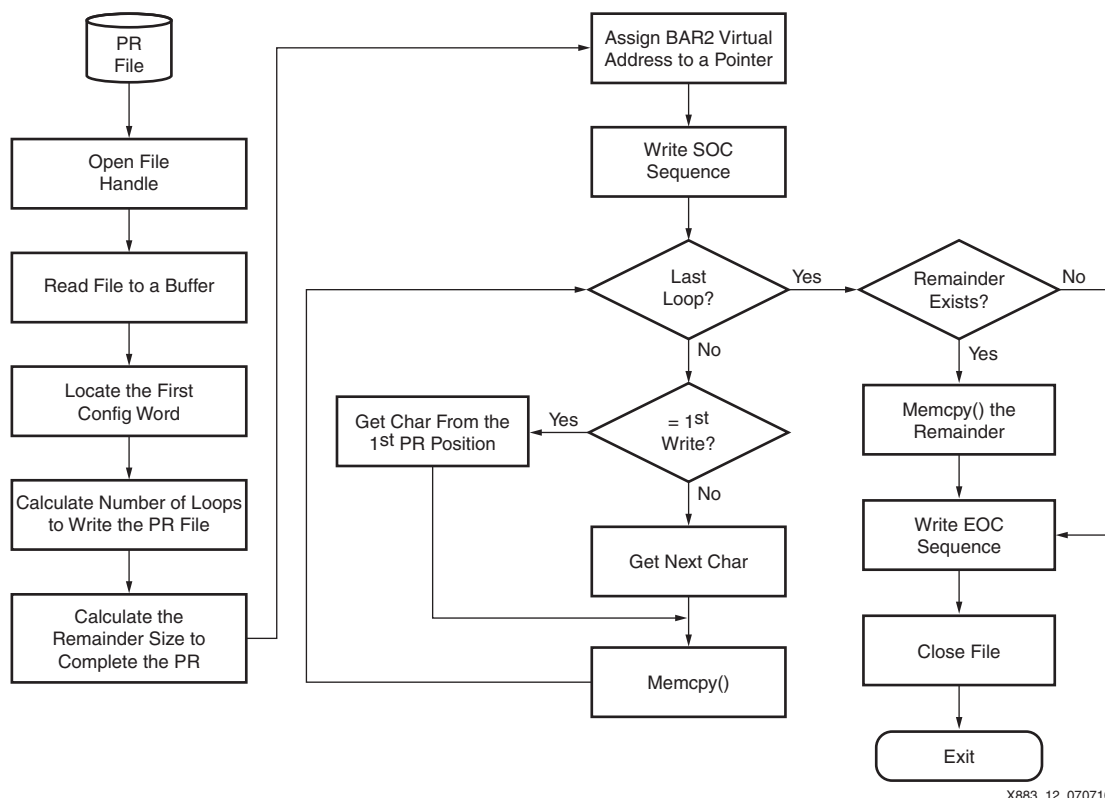 PR
File
Open File
Handle
Read File to a Buffer
Locate the First
Config Word
Calculate Number of Loops
to Write the PR File
Calculate the
Remainder Size to
Complete the PR
Assign BAR2 Virtual
Address to a Pointer
Write SOC
Sequence
Last
Loop?
Yes
No
= 1st
Write?
Yes
No
Get Char From the
1st PR Position
Get Next Char
Memcpy()
Remainder
Exists?
No
Yes
Memcpy() the
Remainder
Write EOC
Sequence
Close File
Exit